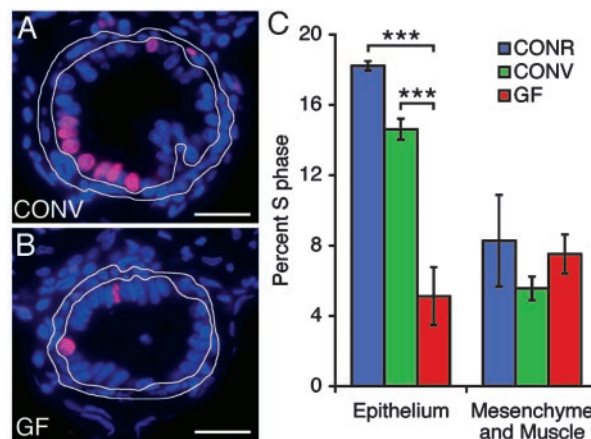 A
CONV
B
GF
C
Percent S phase
20
16
12
8
4
0
***
***
CONR
CONV
GF
Epithelium
Mesenchyme
and Muscle